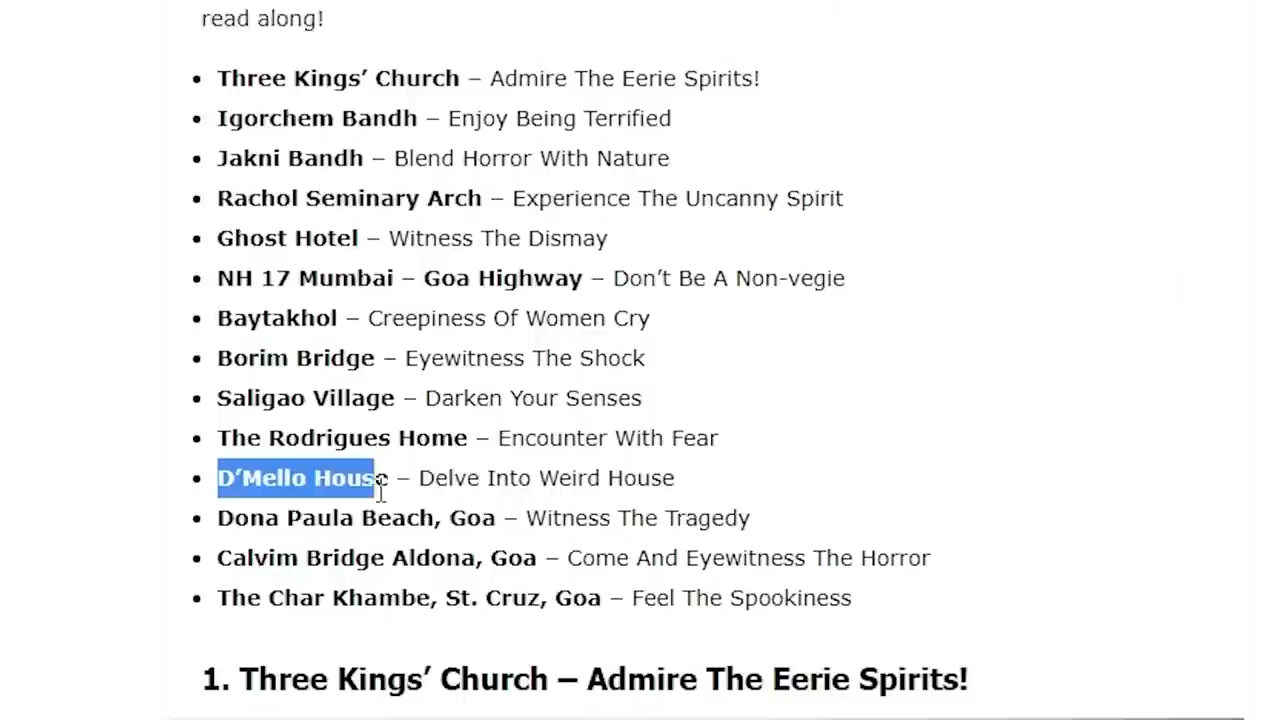 read along!
• Three Kings’ Church – Admire The Eerie Spirits!
• Igorchem Bandh – Enjoy Being Terrified
• Jakni Bandh – Blend Horror With Nature
• Rachol Seminary Arch – Experience The Uncanny Spirit
• Ghost Hotel – Witness The Dismay
• NH 17 Mumbai – Goa Highway – Don’t Be A Non-vegie
• Baytakhol – Creepiness Of Women Cry
• Borim Bridge – Eyewitness The Shock
• Saligao Village – Darken Your Senses
• The Rodrigues Home – Encounter With Fear
• D’Mello House – Delve Into Weird House
• Dona Paula Beach, Goa – Witness The Tragedy
• Calvim Bridge Aldona, Goa – Come And Eyewitness The Horror
• The Char Khambe, St. Cruz, Goa – Feel The Spookiness
1. Three Kings’ Church – Admire The Eerie Spirits!